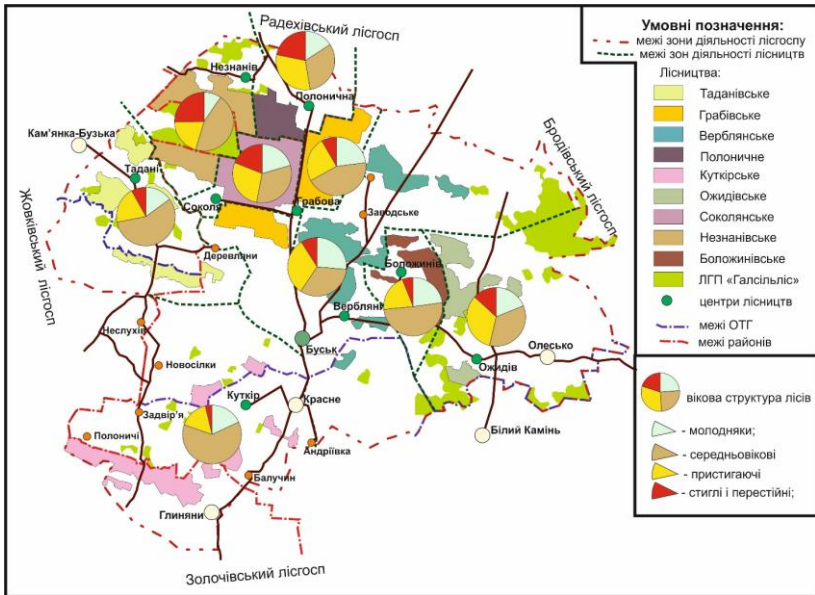 Радехівський лісгосп
Незнанів
Полонична
Кам'янка-Бузька
Тадані
Бродівський лісгосп
Жовківський лісгосп
Соколя
Грабова
Заводське
Деревляни
Боложинів
Вербляни
Неслухів
Буськ
Олесько
Ожидів
Новосілки
Куткір
Красне
Задвір'я
Білий Камінь
Полоничі
Андріївка
Балучин
Глиняни
Золочівський лісгосп
Умовні позначення:
межі зони діяльності лісгоспу
межі зон діяльності лісництв
Лісництва:
Таданівське
Грабівське
Верблянське
Полоничне
Куткірське
Ожидівське
Соколянське
Незнанівське
Боложинівське
ЛГП «Галсільліс»
центри лісництв
межі ОТГ
межі районів
вікова структура лісів
- молодняки;
- середньовікові
- пристигаючі
- стиглі і перестійні;